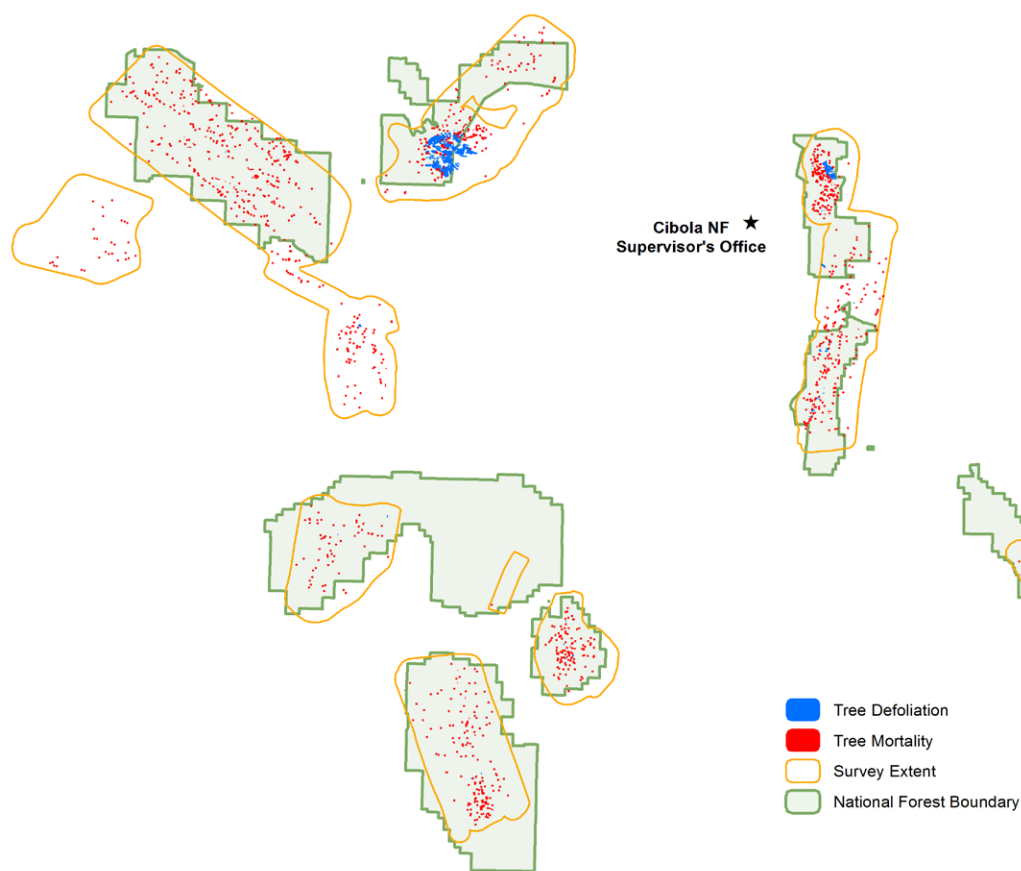 Cibola NF
Supervisor's Office
Tree Defoliation
Tree Mortality
Survey Extent
National Forest Boundary